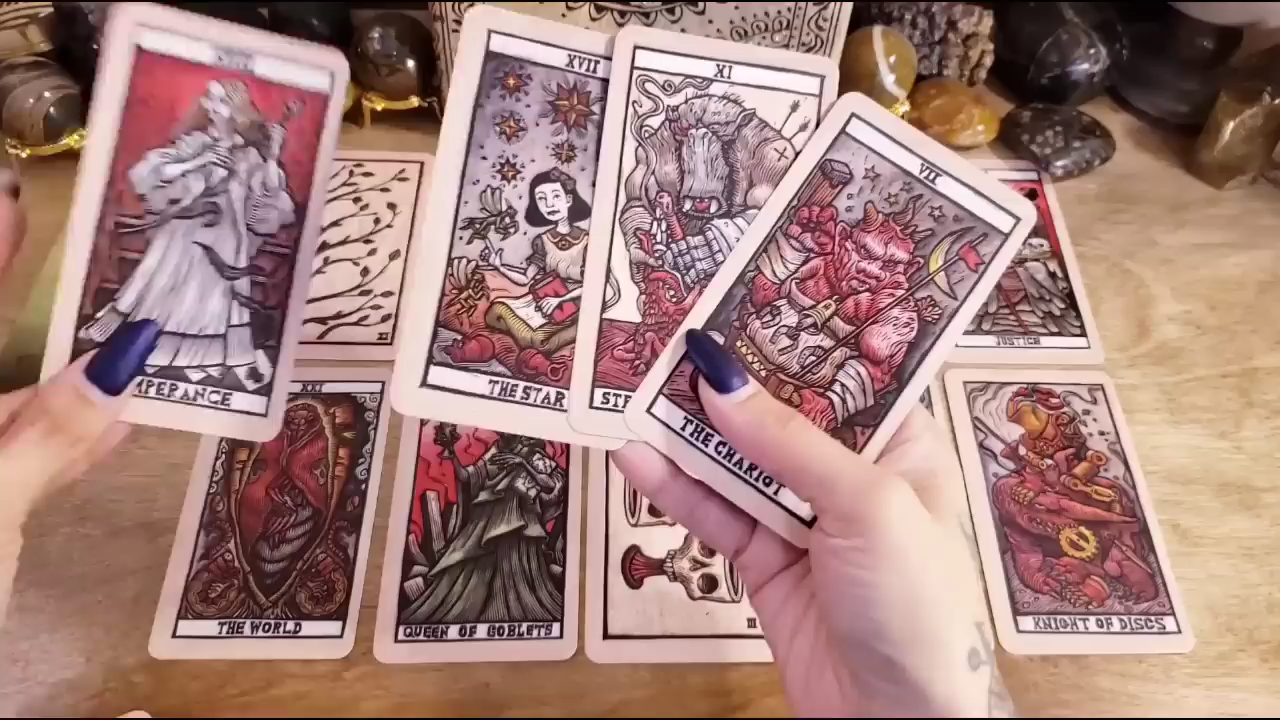 XVII
THE STAR
XI
STR
VII
THE CHARIOT
MPERANCE
XI
JUSTICE
XXI
THE WORLD
QUEEN OF GOBLETS
KNIGHT OF DISCS